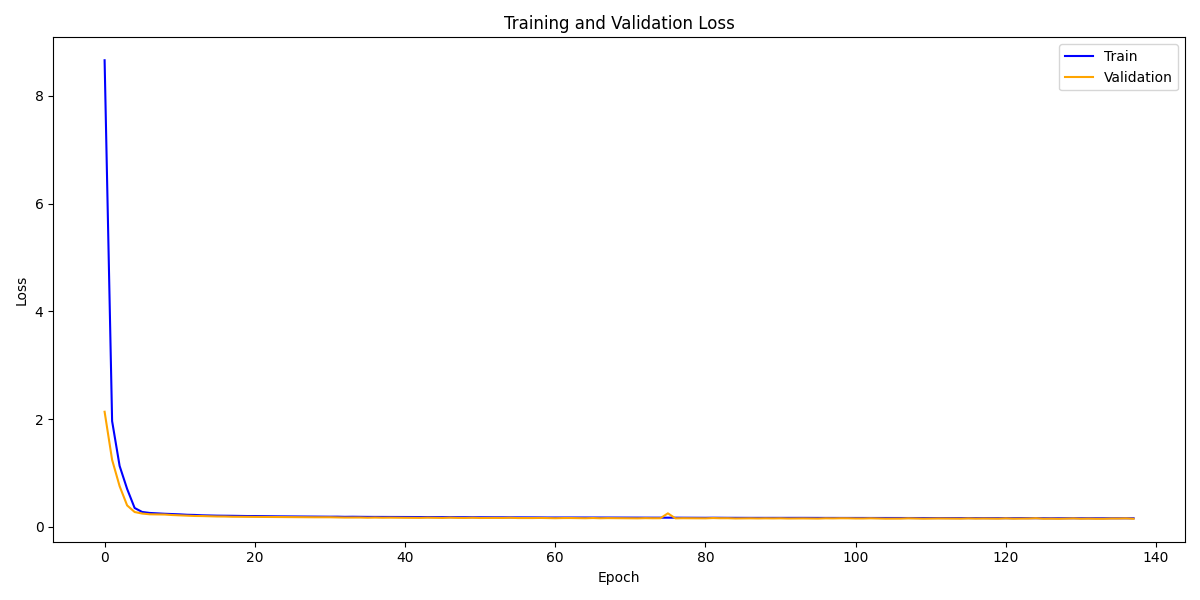 Training and Validation Loss
Train
Validation
8
6
4
2
0
Loss
0 20 40 60 80 100 120 140
Epoch